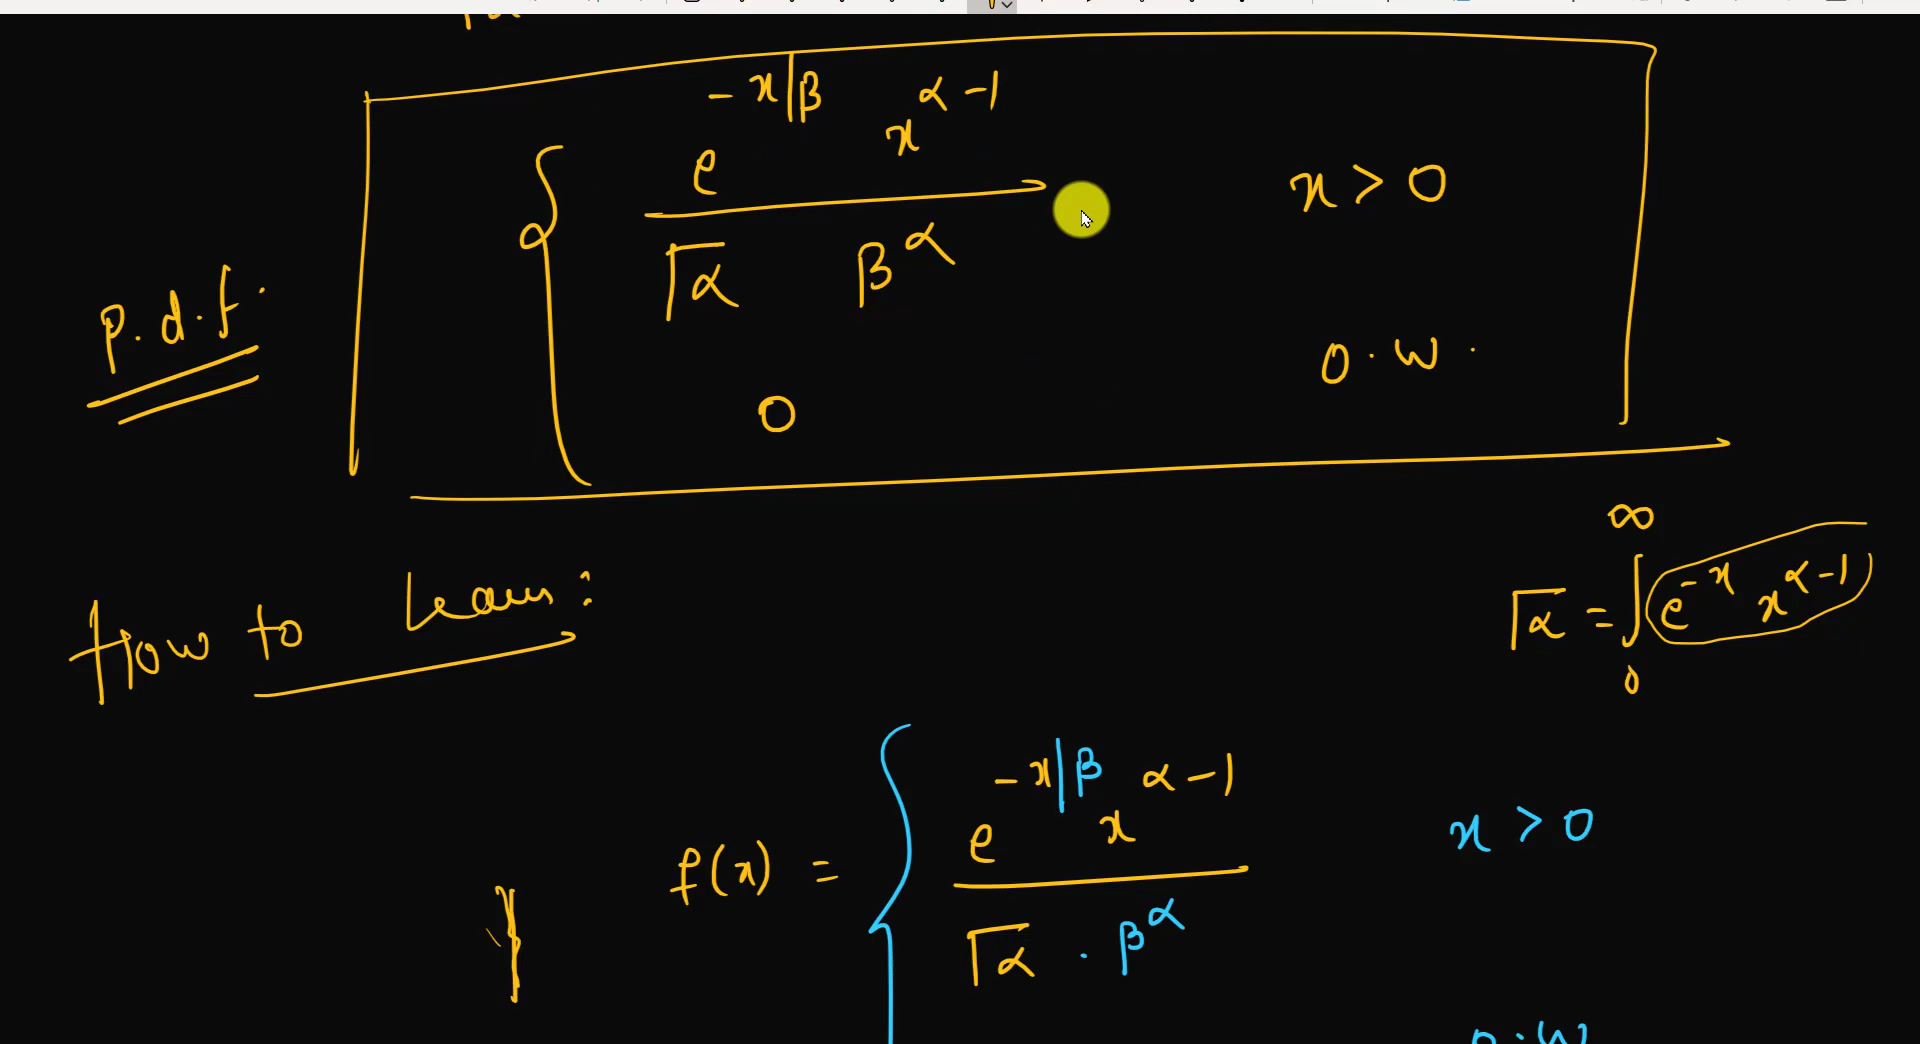 e^{-x|β} x^{α-1}
x > 0
Γα β^α
p.d.f.
0
o.w.
How to learn:
Γα = ∫_0^∞ e^{-x} x^{α-1}
f(x) = { e^{-x|β} x^{α-1}
x > 0
Γα . β^α
o.w